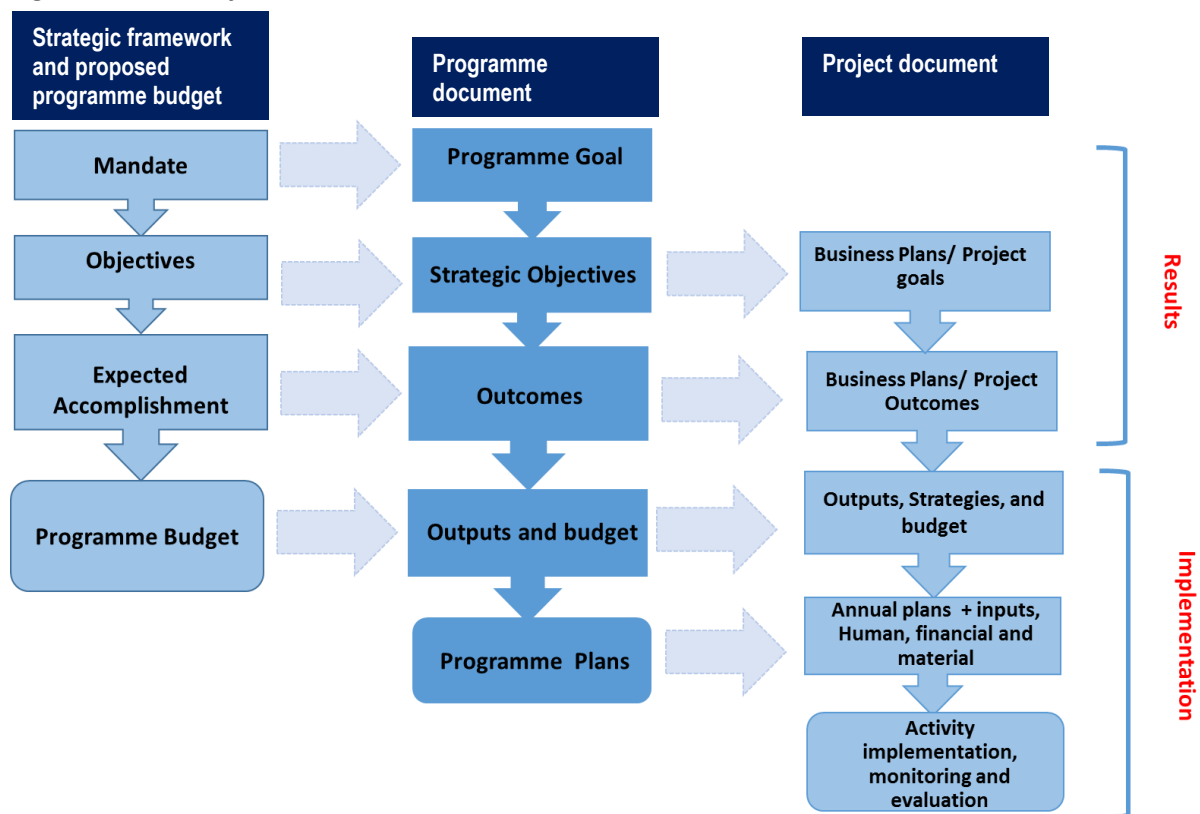 Strategic framework
and proposed
programme budget
Programme
document
Project document
Mandate
Programme Goal
Objectives
Strategic Objectives
Business Plans/ Project
goals
Expected
Accomplishment
Outcomes
Business Plans/ Project
Outcomes
Programme Budget
Outputs and budget
Outputs, Strategies, and
budget
Programme Plans
Annual plans + inputs,
Human, financial and
material
Activity
implementation,
monitoring and
evaluation
Results
Implementation